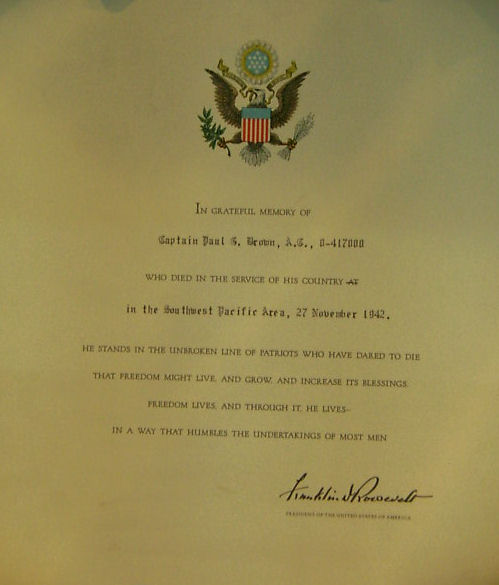 IN GRATEFUL MEMORY OF
Captain Paul G. Brown, A.C., O-417000
WHO DIED IN THE SERVICE OF HIS COUNTRY AT
in the Southwest Pacific Area, 27 November 1942.
HE STANDS IN THE UNBROKEN LINE OF PATRIOTS WHO HAVE DARED TO DIE
THAT FREEDOM MIGHT LIVE, AND GROW, AND INCREASE ITS BLESSINGS.
FREEDOM LIVES, AND THROUGH IT, HE LIVES--
IN A WAY THAT HUMBLES THE UNDERTAKINGS OF MOST MEN
Franklin D Roosevelt
PRESIDENT OF THE UNITED STATES OF AMERICA